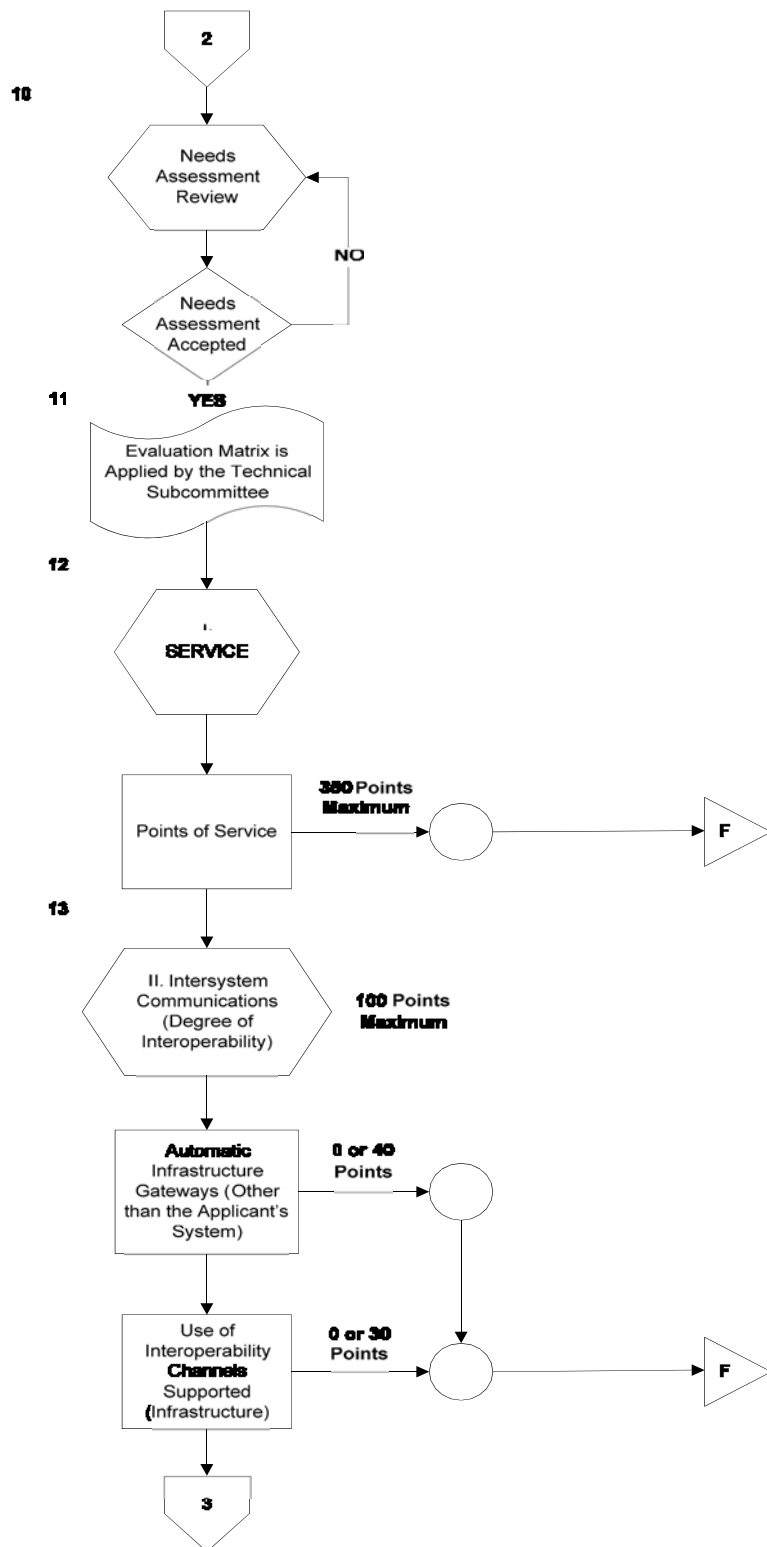 2
10
Needs
Assessment
Review
NO
Needs
Assessment
Accepted
YES
11
Evaluation Matrix is
Applied by the Technical
Subcommittee
12
I.
SERVICE
Points of Service
350 Points
Maximum
F
13
II. Intersystem
Communications
(Degree of
Interoperability)
100 Points
Maximum
Automatic
Infrastructure
Gateways (Other
than the Applicant's
System)
0 or 40
Points
Use of
Interoperability
Channels
Supported
(Infrastructure)
0 or 30
Points
F
3